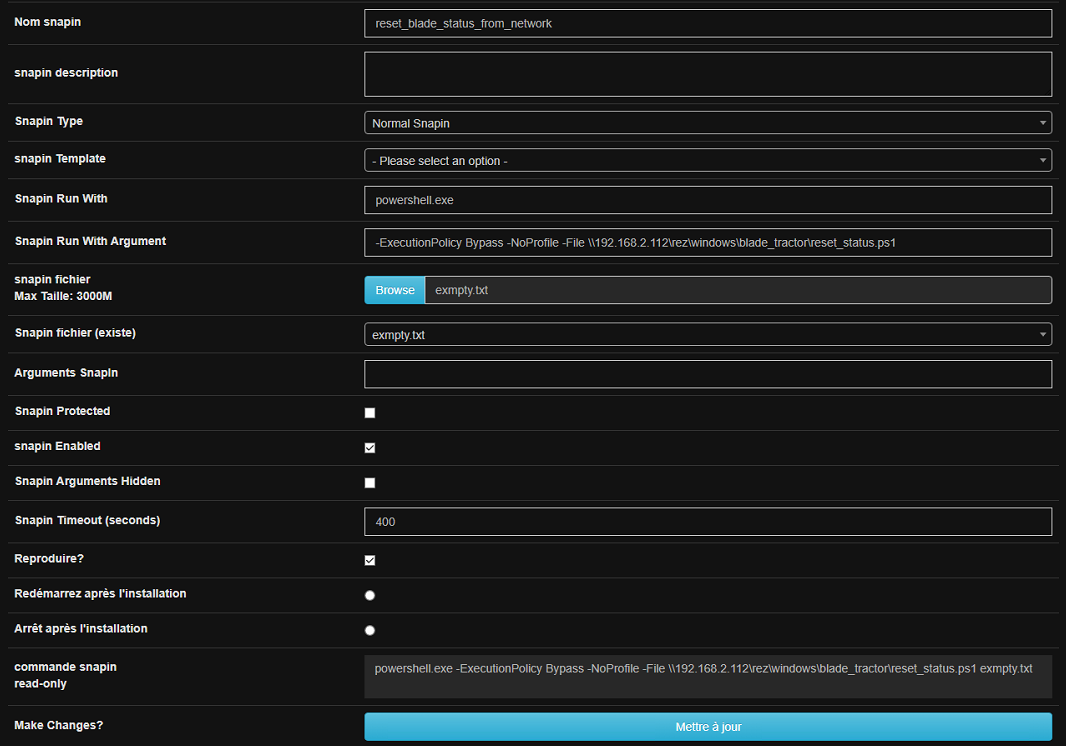 Nom snapin
reset_blade_status_from_network
snapin description
Snapin Type
Normal Snapin
snapin Template
- Please select an option -
Snapin Run With
powershell.exe
Snapin Run With Argument
-ExecutionPolicy Bypass -NoProfile -File \\192.168.2.112\rez\windows\blade_tractor\reset_status.ps1
snapin fichier
Max Taille: 3000M
Browse
exmpty.txt
Snapin fichier (existe)
exmpty.txt
Arguments SnapIn
Snapin Protected
snapin Enabled
Snapin Arguments Hidden
Snapin Timeout (seconds)
400
Reproduire?
Redémarrez après l'installation
Arrêt après l'installation
commande snapin
read-only
powershell.exe -ExecutionPolicy Bypass -NoProfile -File \\192.168.2.112\rez\windows\blade_tractor\reset_status.ps1 exmpty.txt
Make Changes?
Mettre à jour